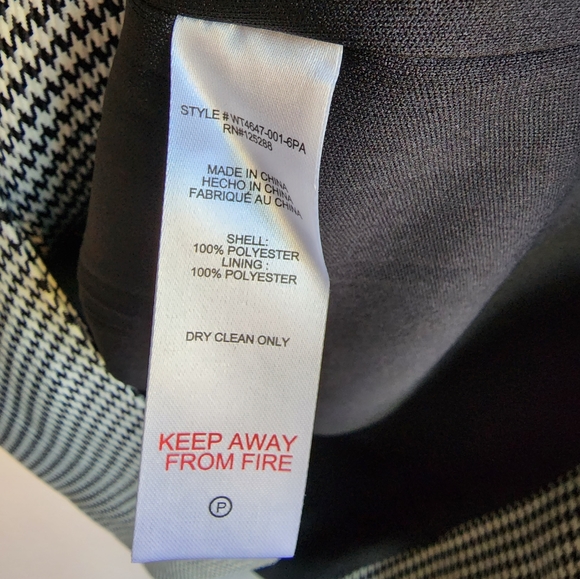 STYLE # WT4647-001-6PA
RN#125288
MADE IN CHINA
HECHO IN CHINA
FABRIQUÉ AU CHINA
SHELL:
100% POLYESTER
LINING :
100% POLYESTER
DRY CLEAN ONLY
KEEP AWAY
FROM FIRE
P